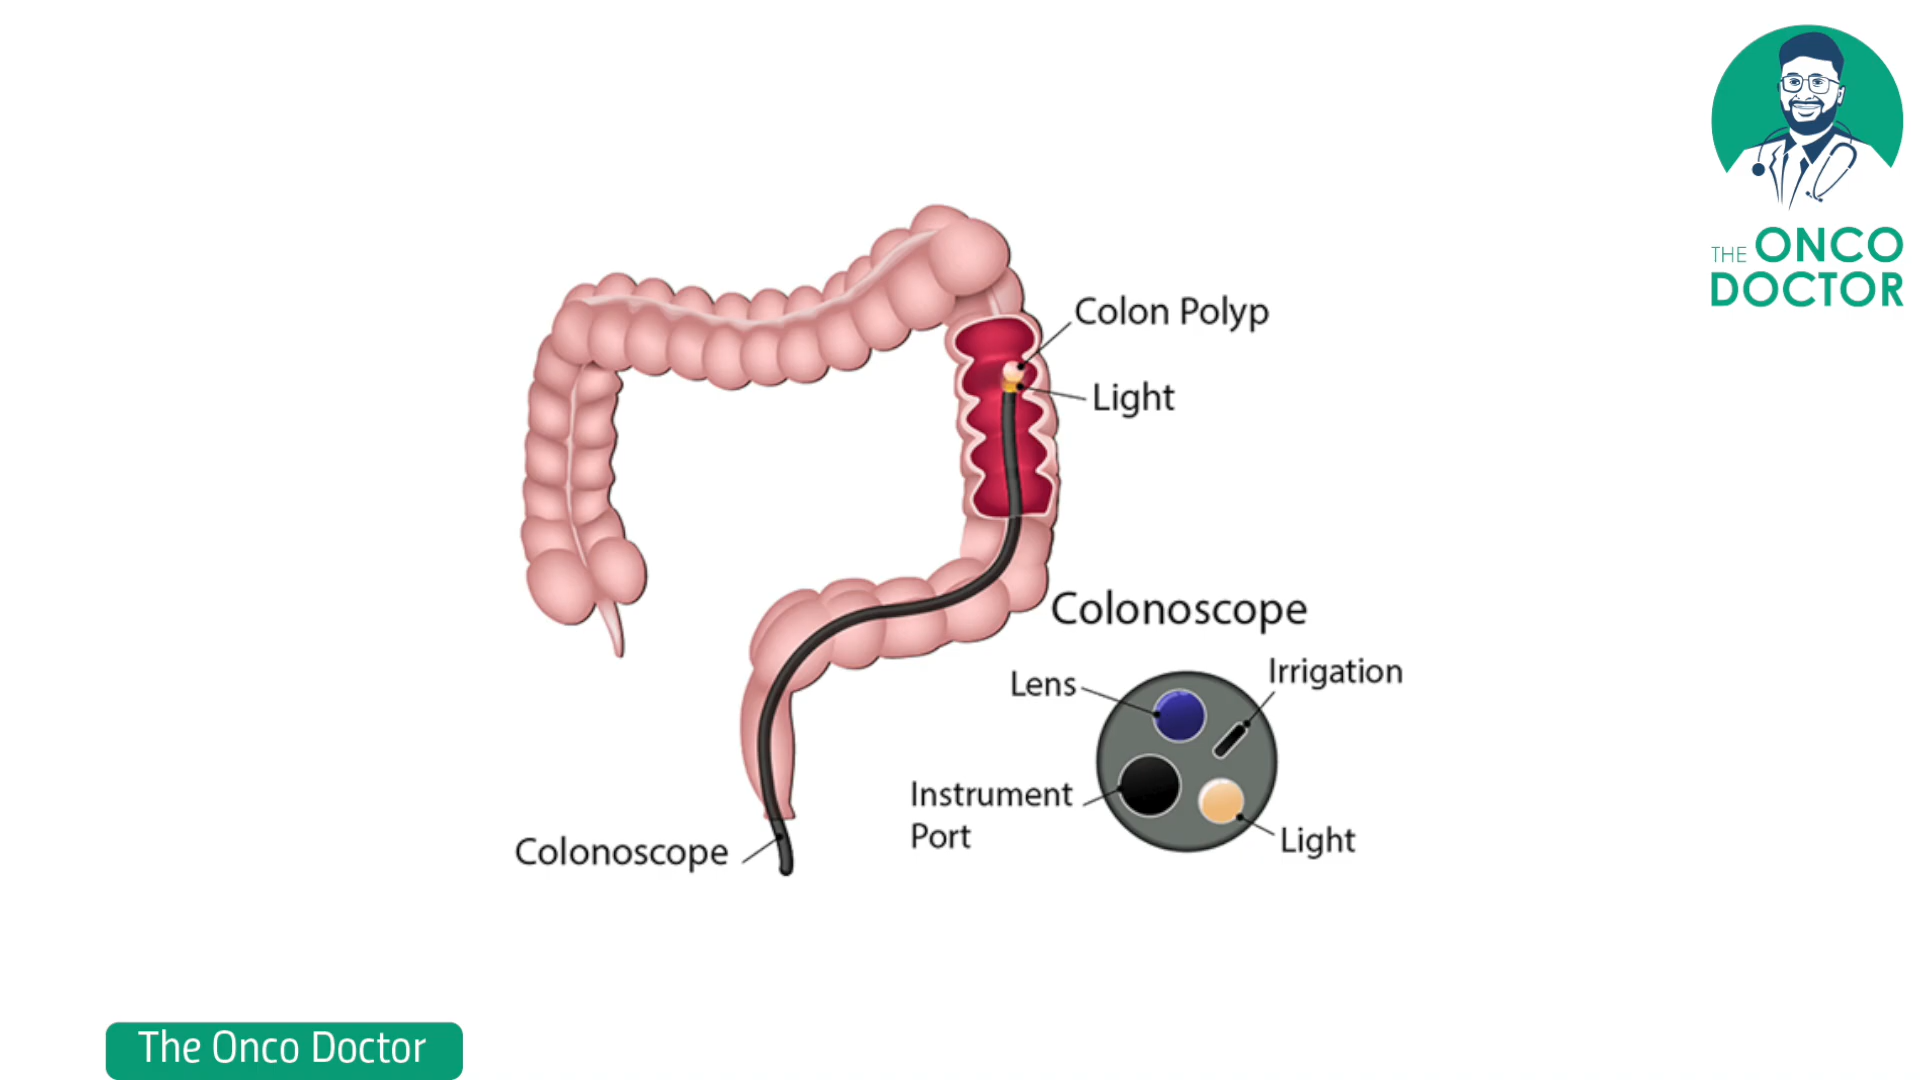 THE ONCO
DOCTOR
Colon Polyp
Light
Colonoscope
Lens
Irrigation
Instrument
Port
Light
Colonoscope
The Onco Doctor